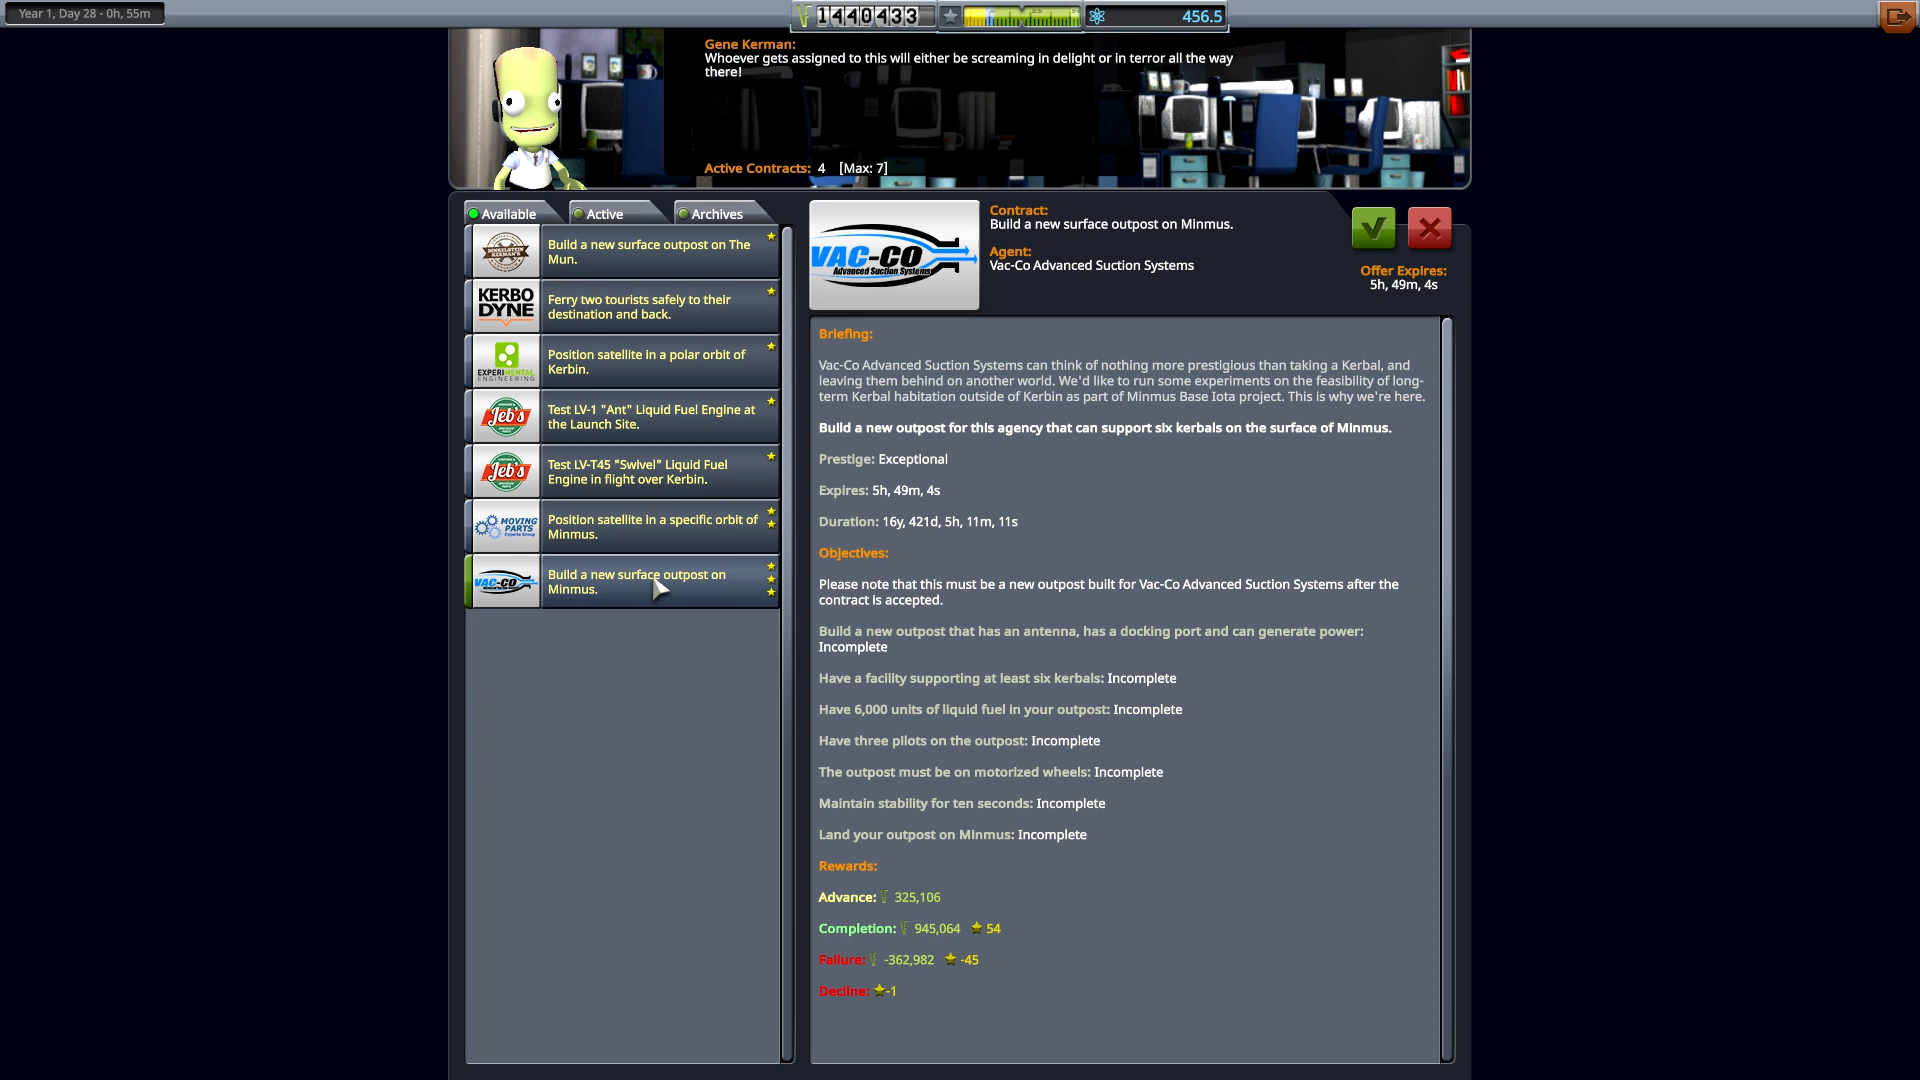 Year 1, Day 28 - 0h, 55m
1440433
456.5
Gene Kerman:
Whoever gets assigned to this will either be screaming in delight or in terror all the way
there!
Active Contracts: 4 [Max: 7]
Available
Active
Archives
Build a new surface outpost on The
Mun.
KERBO
DYNE
Ferry two tourists safely to their
destination and back.
EXPERIMENTAL
ENGINEERING
Position satellite in a polar orbit of
Kerbin.
Jeb's
Test LV-1 "Ant" Liquid Fuel Engine at
the Launch Site.
Jeb's
Test LV-T45 "Swivel" Liquid Fuel
Engine in flight over Kerbin.
MOVING
PARTS
Experts Group
Position satellite in a specific orbit of
Minmus.
VAC-CO
Build a new surface outpost on
Minmus.
VAC-CO
Advanced Suction Systems
Contract:
Build a new surface outpost on Minmus.
Agent:
Vac-Co Advanced Suction Systems
Offer Expires:
5h, 49m, 4s
Briefing:
Vac-Co Advanced Suction Systems can think of nothing more prestigious than taking a Kerbal, and
leaving them behind on another world. We'd like to run some experiments on the feasibility of long-
term Kerbal habitation outside of Kerbin as part of Minmus Base Iota project. This is why we're here.
Build a new outpost for this agency that can support six kerbals on the surface of Minmus.
Prestige: Exceptional
Expires: 5h, 49m, 4s
Duration: 16y, 421d, 5h, 11m, 11s
Objectives:
Please note that this must be a new outpost built for Vac-Co Advanced Suction Systems after the
contract is accepted.
Build a new outpost that has an antenna, has a docking port and can generate power:
Incomplete
Have a facility supporting at least six kerbals: Incomplete
Have 6,000 units of liquid fuel in your outpost: Incomplete
Have three pilots on the outpost: Incomplete
The outpost must be on motorized wheels: Incomplete
Maintain stability for ten seconds: Incomplete
Land your outpost on Minmus: Incomplete
Rewards:
Advance: 325,106
Completion: 945,064 54
Failure: -362,982 -45
Decline: -1